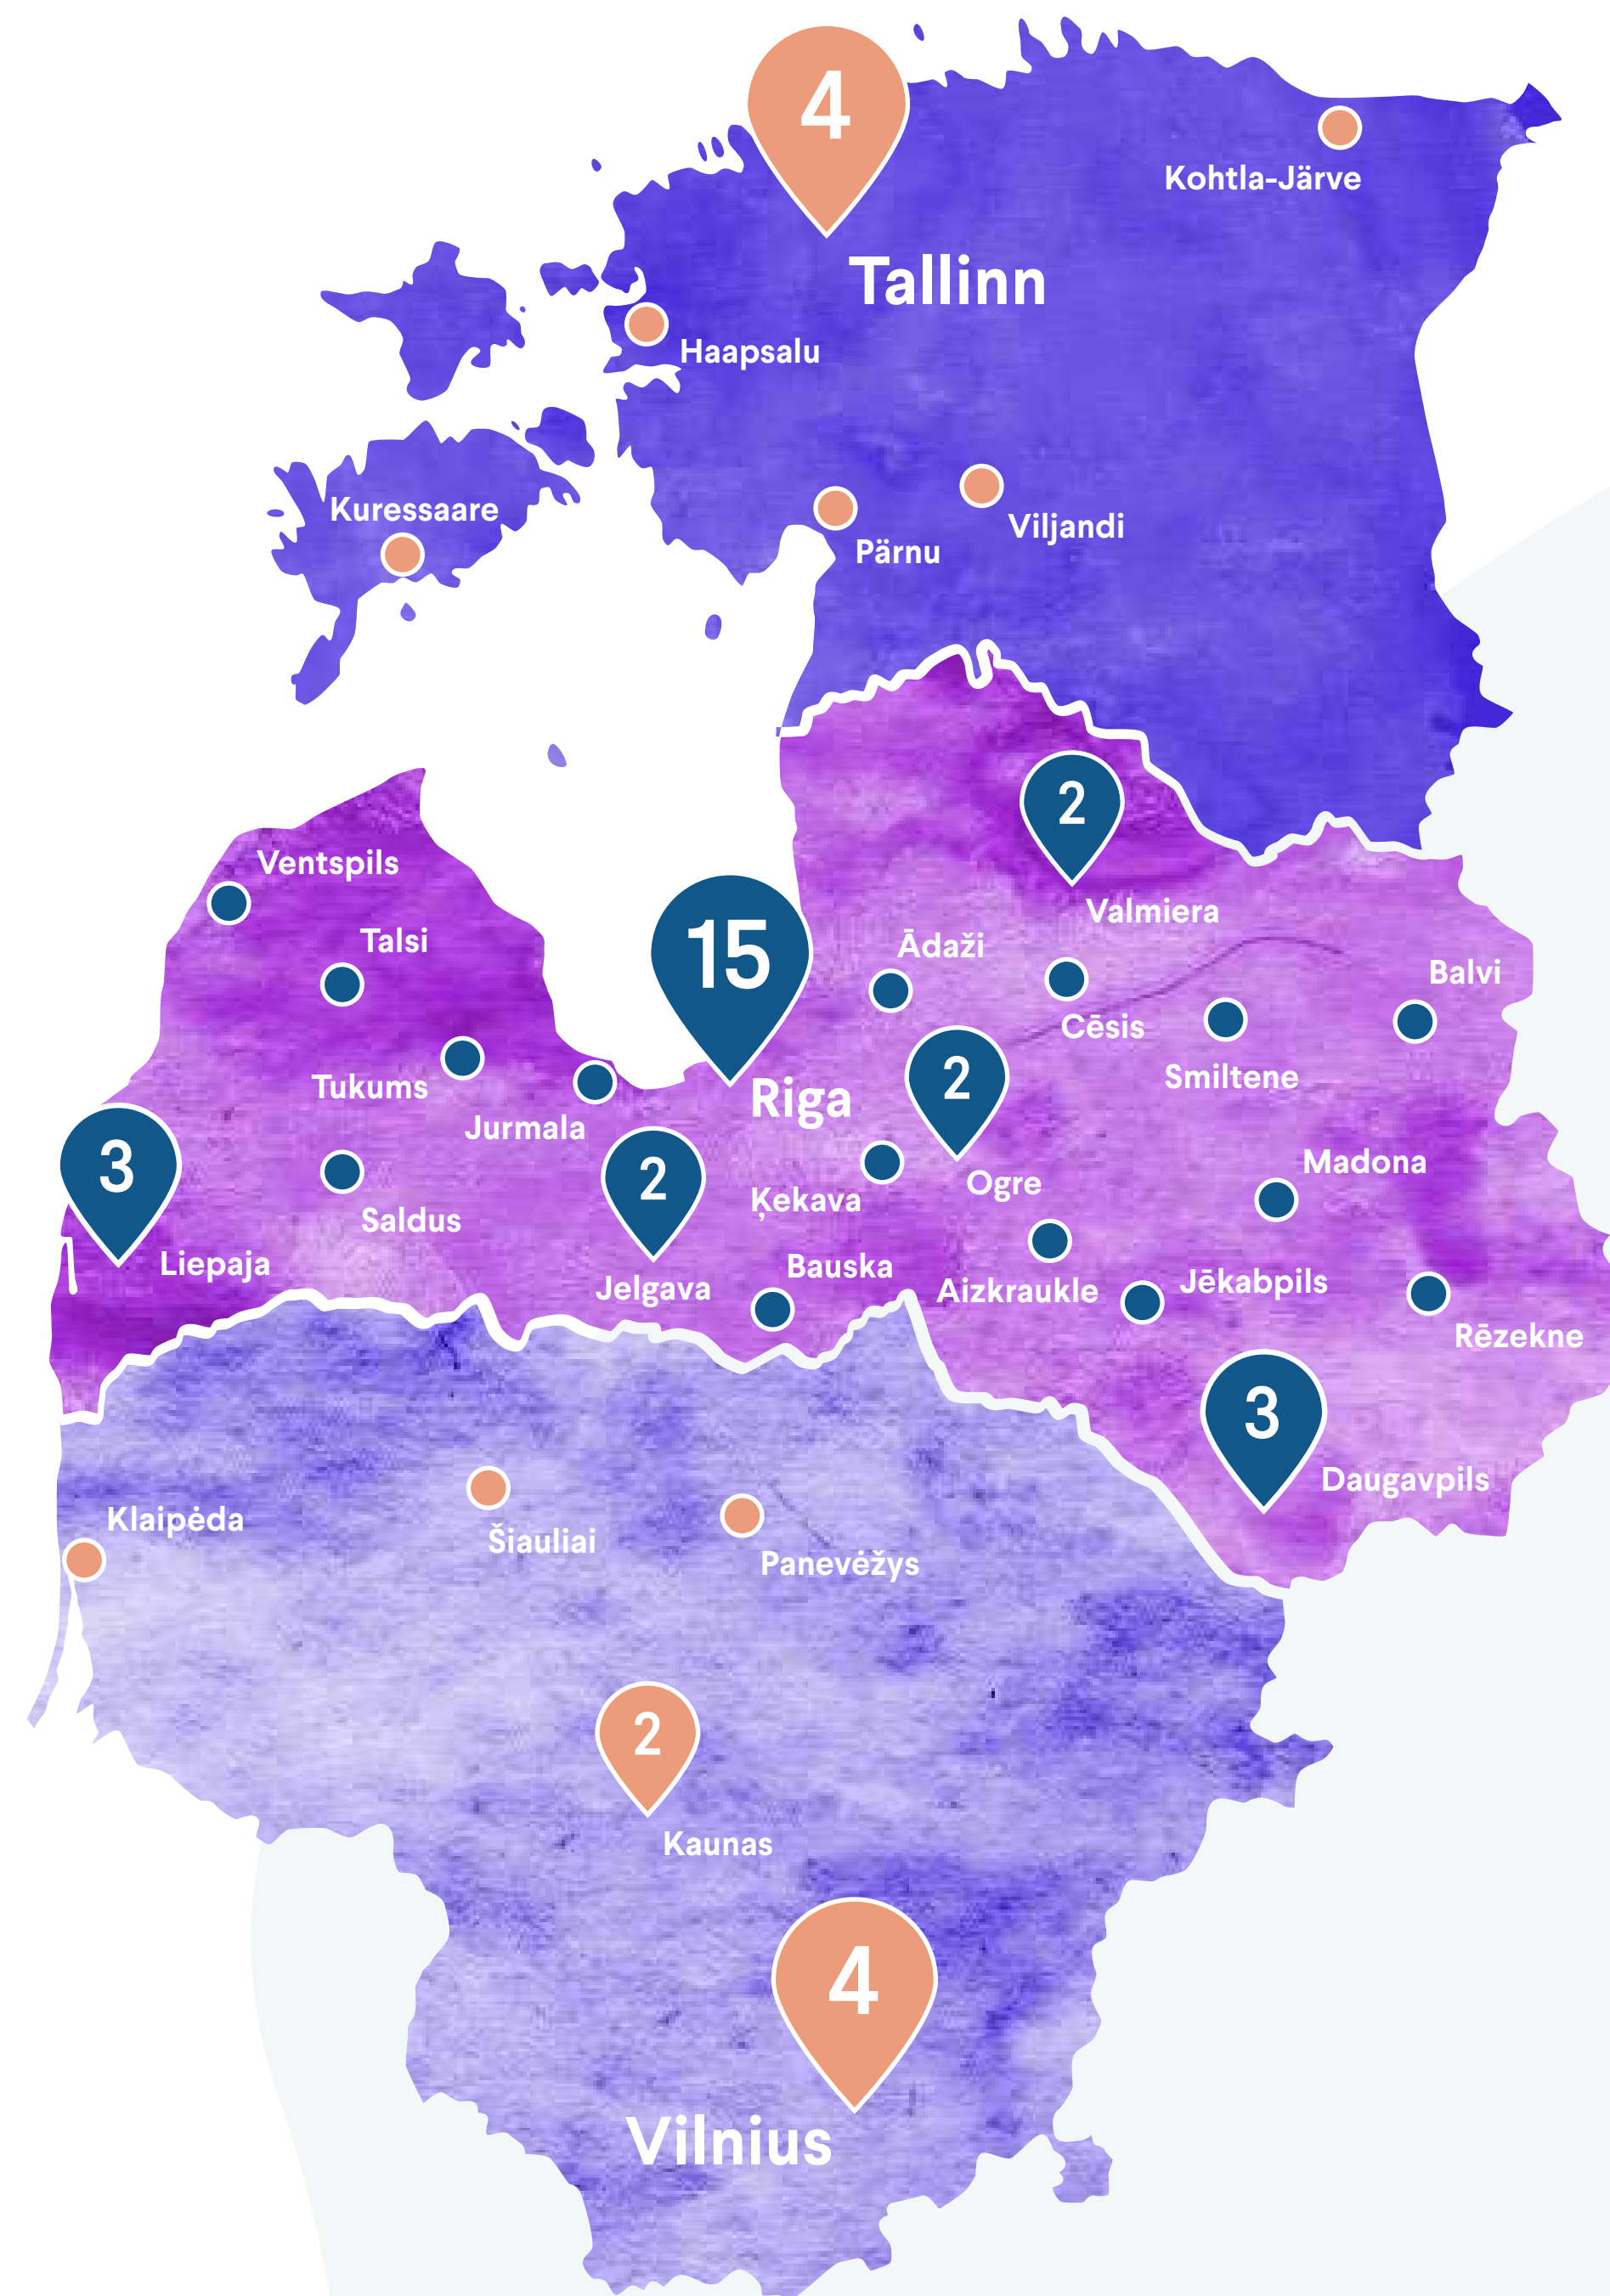 4
Kohtla-Järve
Tallinn
Haapsalu
Kuressaare
Viljandi
Pärnu
2
Ventspils
Valmiera
Talsi
15
Ādaži
Balvi
Cēsis
2
Smiltene
Tukums
Riga
Jurmala
3
2
Madona
Ogre
Ķekava
Saldus
Liepaja
Bauska
Jelgava
Aizkraukle
Jēkabpils
Rēzekne
3
Daugavpils
Klaipėda
Šiauliai
Panevėžys
2
Kaunas
4
Vilnius